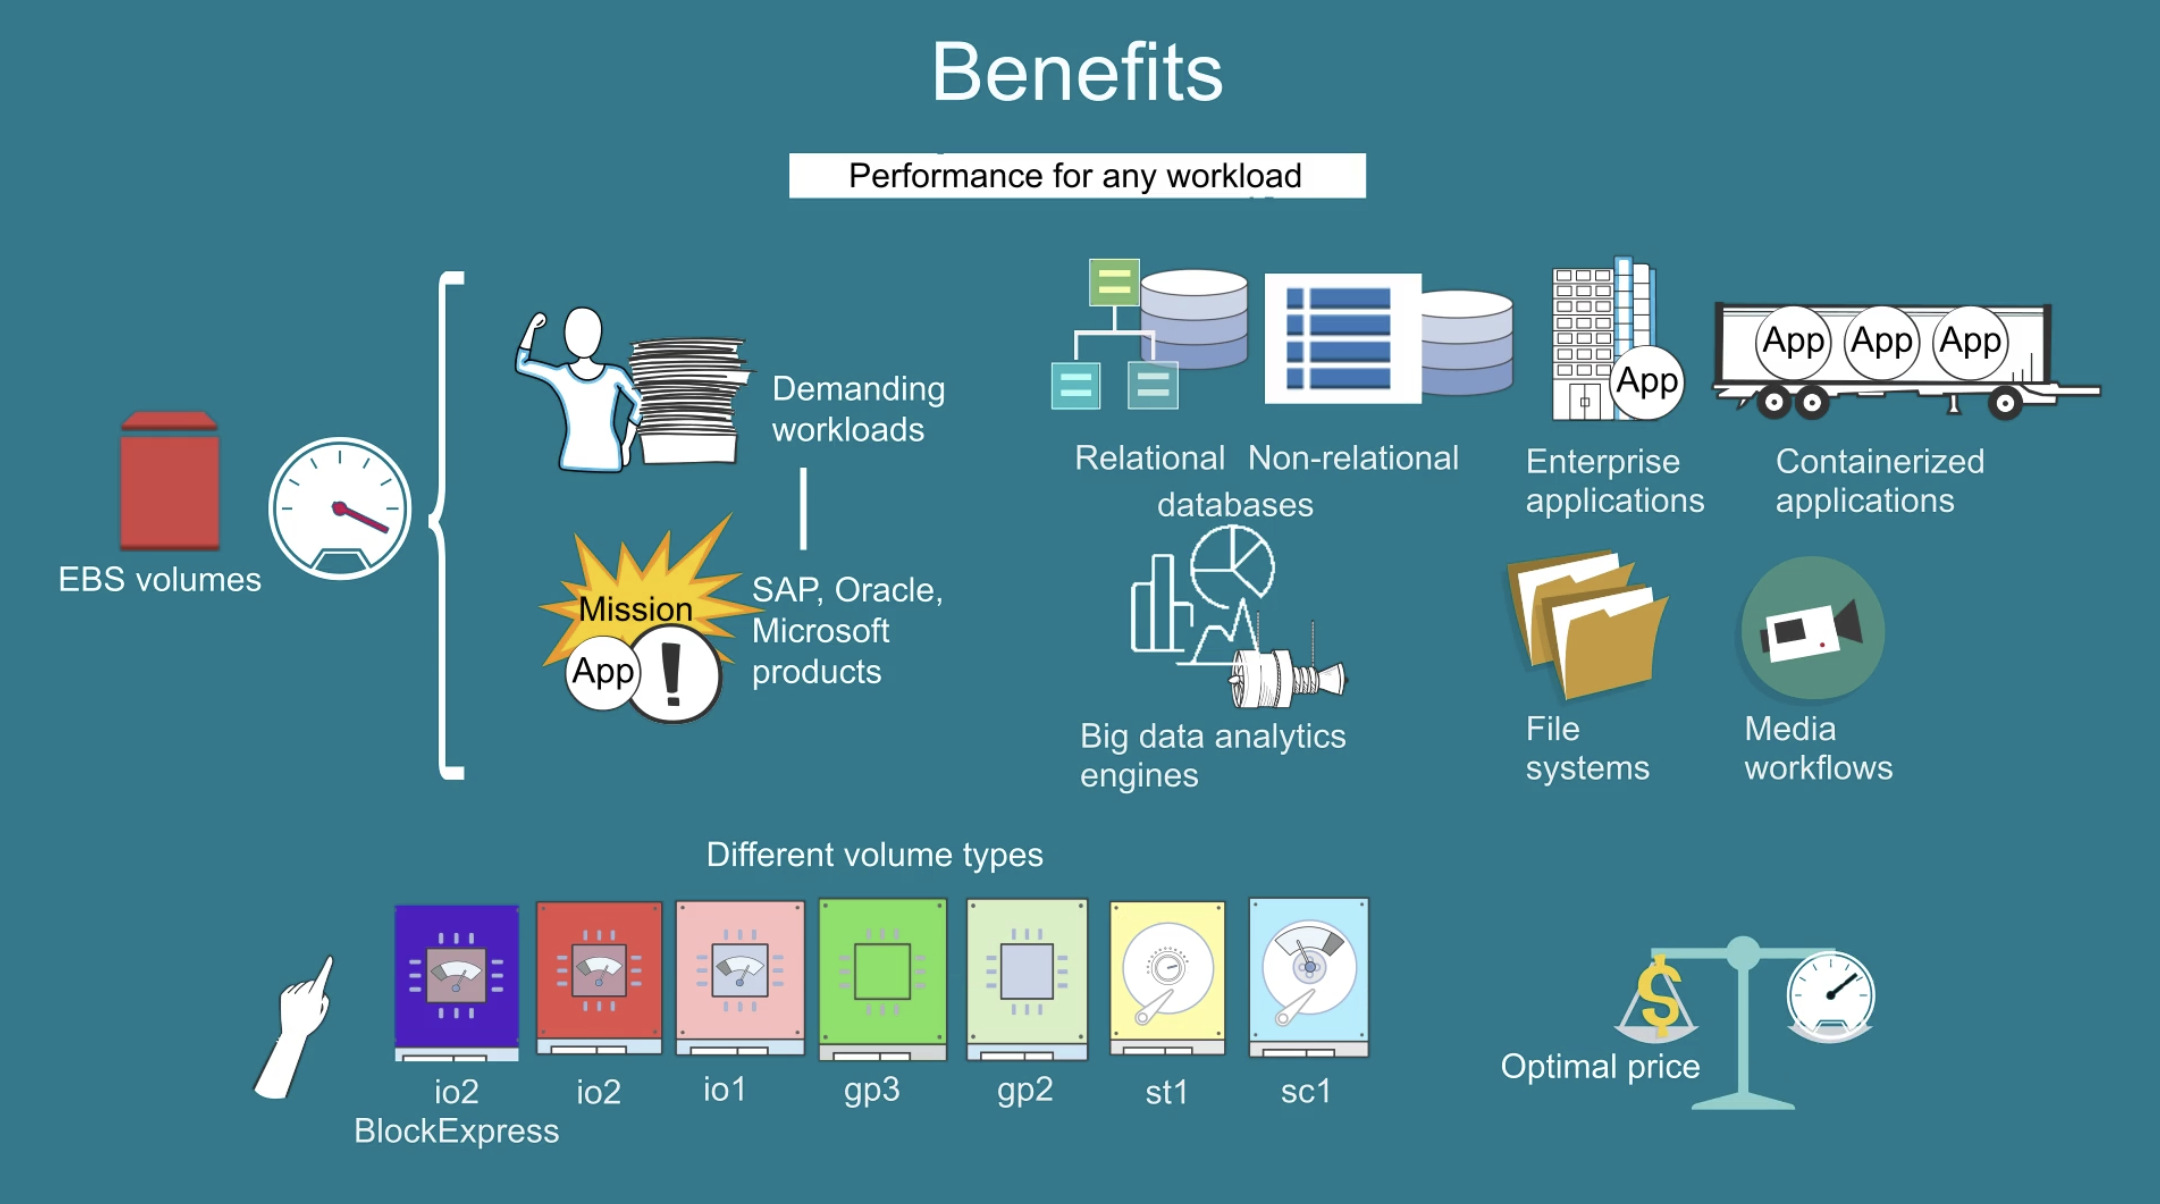 Benefits
Performance for any workload
EBS volumes
Demanding
workloads
Mission
App
!
SAP, Oracle,
Microsoft
products
Relational
Non-relational
databases
App
Enterprise
applications
App App App
Containerized
applications
Big data analytics
engines
File
systems
Media
workflows
Different volume types
io2
BlockExpress
io2
io1
gp3
gp2
st1
sc1
$
Optimal price